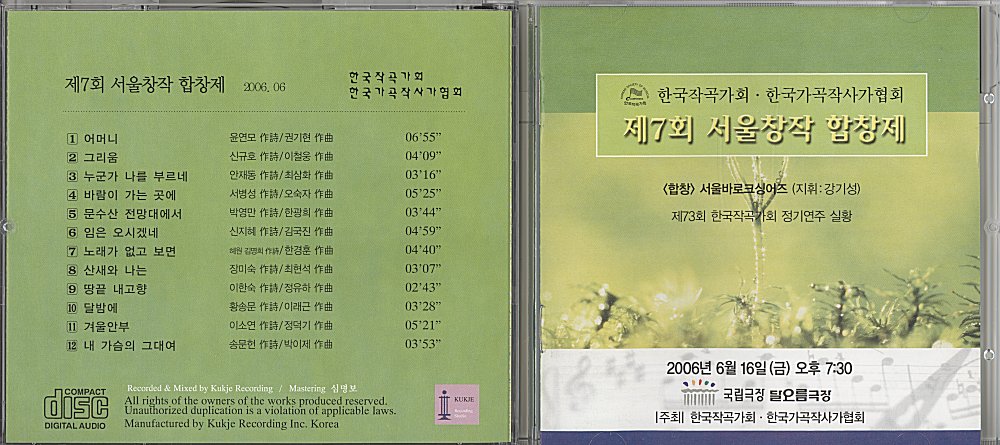 제7회 서울창작 합창제 2006. 06
한국작곡가회
한국가곡작사가협회
1 어머니 윤연모 作詩/권기현 作曲 06’55”
2 그리움 신규호 作詩/이철웅 作曲 04’09”
3 누군가 나를 부르네 안재동 作詩/최삼화 作曲 03’16”
4 바람이 가는 곳에 서병성 作詩/오숙자 作曲 05’25”
5 문수산 전망대에서 박영만 作詩/한광희 作曲 03’44”
6 임은 오시겠네 신지혜 作詩/김국진 作曲 04’59”
7 노래가 없고 보면 혜원 김명희 作詩/한경훈 作曲 04’40”
8 산새와 나는 장미숙 作詩/최현석 作曲 03’07”
9 땅끝 내고향 이한숙 作詩/정유하 作曲 02’43”
10 달밤에 황송문 作詩/이래근 作曲 03’28”
11 겨울안부 이소연 作詩/정덕기 作曲 05’21”
12 내 가슴의 그대여 송문헌 作詩/박이제 作曲 03’53”
COMPACT
disc
DIGITAL AUDIO
Recorded & Mixed by Kukje Recording / Mastering 심명보
All rights of the owners of the works produced reserved.
Unauthorized duplication is a violation of applicable laws.
Manufactured by Kukje Recording Inc. Korea
KUKJE
Recording
Studio
한국작곡가회 · 한국가곡작사가협회
제7회 서울창작 합창제
〈합창〉 서울바로크싱어즈 (지휘:강기성)
제73회 한국작곡가회 정기연주 실황
2006년 6월 16일(금) 오후 7:30
국립극장 달오름극장
|주최| 한국작곡가회 · 한국가곡작사가협회